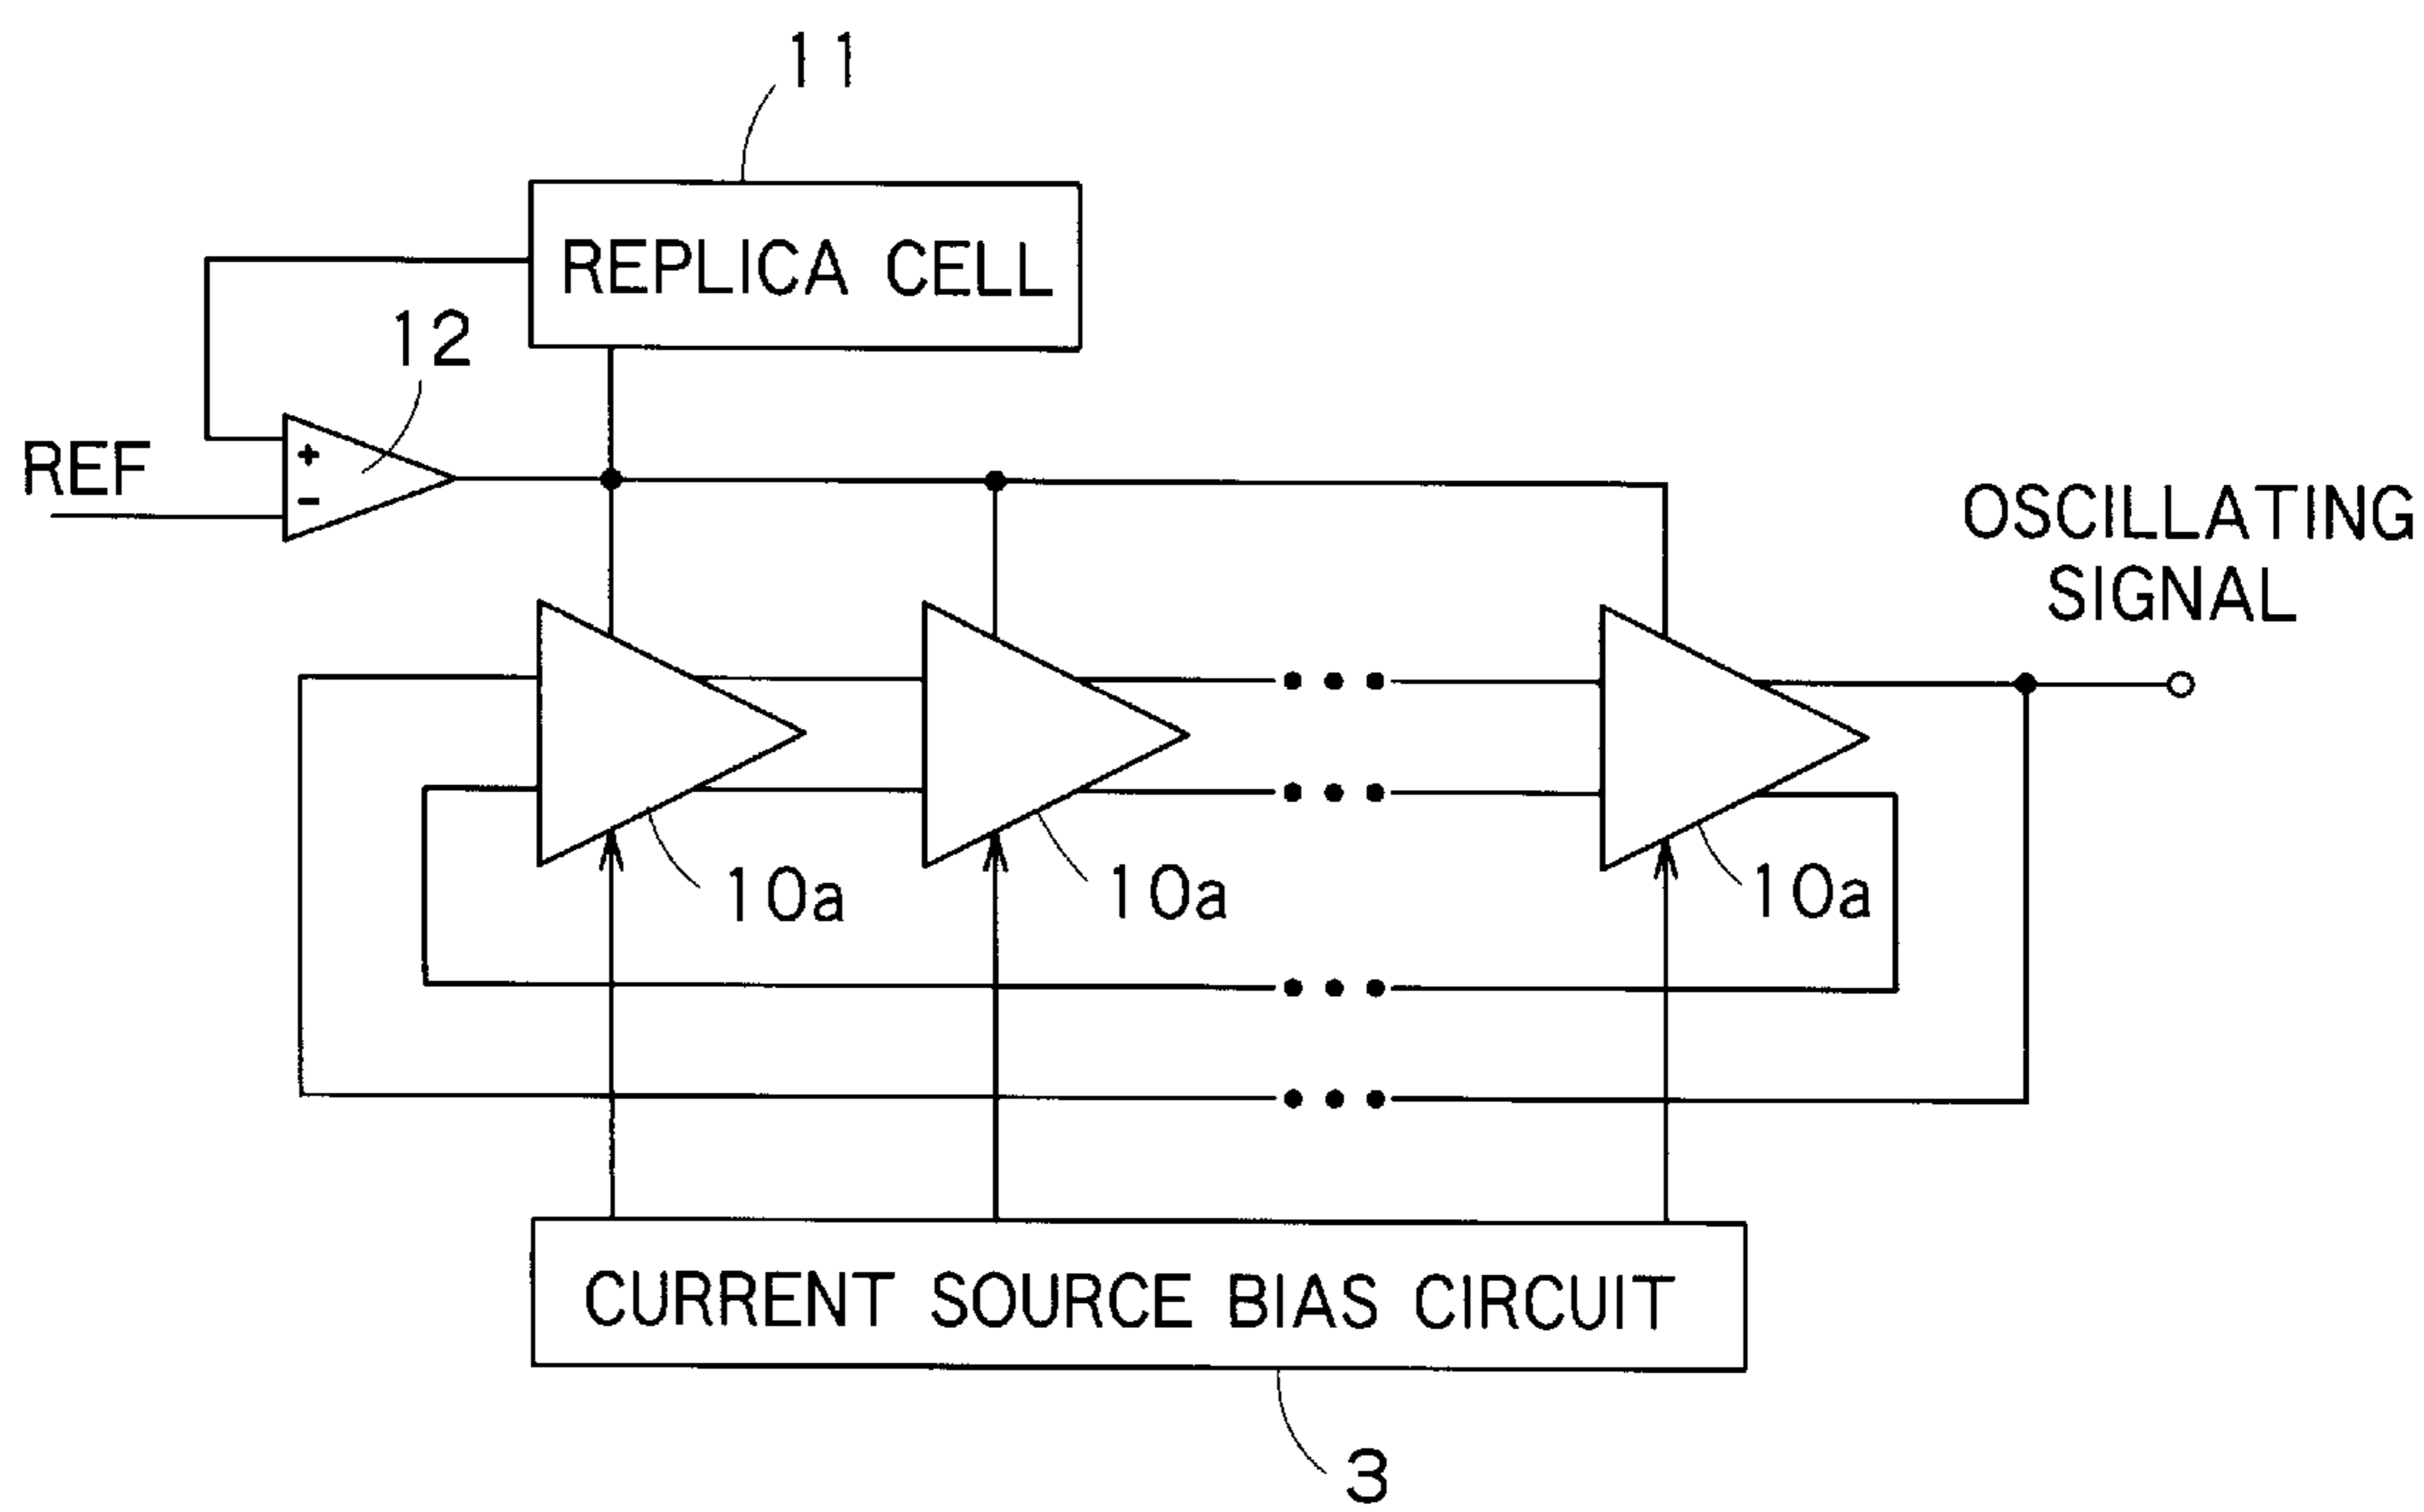 11
REPLICA CELL
12
REF
+
-
OSCILLATING
SIGNAL
10a
10a
10a
CURRENT SOURCE BIAS CIRCUIT
3